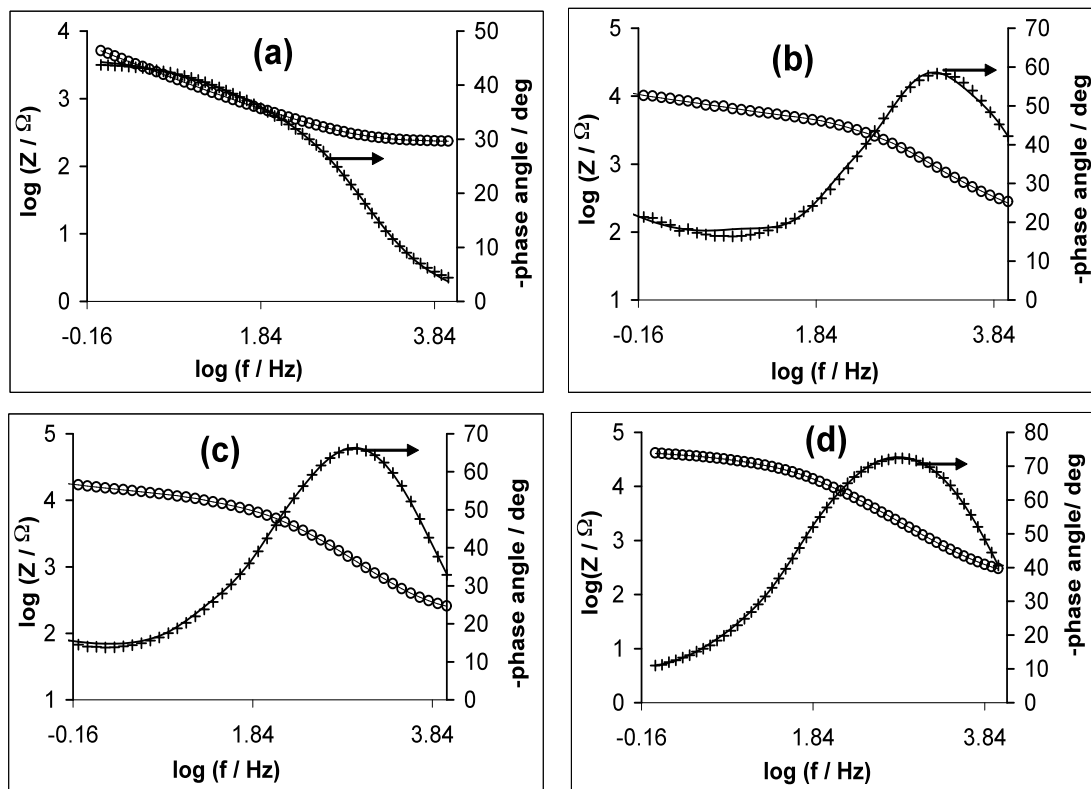 (a)
4
3
2
1
0
50
40
30
20
10
0
-0.16 1.84 3.84
log (f / Hz)
log (Z / Ω)
-phase angle / deg
(b)
5
4
3
2
1
70
60
50
40
30
20
10
0
-0.16 1.84 3.84
log (f / Hz)
log (Z / Ω)
-phase angle / deg
(c)
5
4
3
2
1
70
60
50
40
30
20
10
0
-0.16 1.84 3.84
log (f / Hz)
log (Z / Ω)
-phase angle / deg
(d)
5
4
3
2
1
0
80
70
60
50
40
30
20
10
0
-0.16 1.84 3.84
log (f / Hz)
log(Z / Ω)
-phase angle/ deg